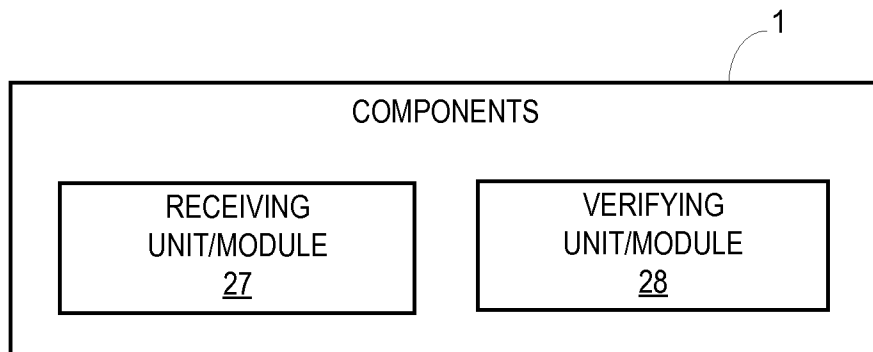 1
COMPONENTS
RECEIVING
UNIT/MODULE
27
VERIFYING
UNIT/MODULE
28